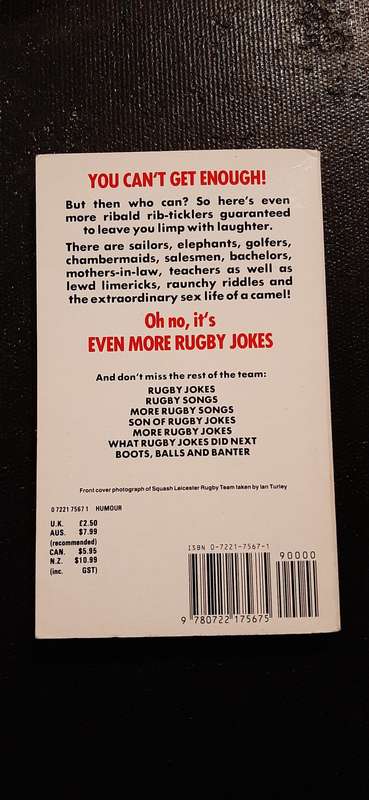 YOU CAN'T GET ENOUGH!
But then who can? So here's even
more ribald rib-ticklers guaranteed
to leave you limp with laughter.
There are sailors, elephants, golfers,
chambermaids, salesmen, bachelors,
mothers-in-law, teachers as well as
lewd limericks, raunchy riddles and
the extraordinary sex life of a camel!
Oh no, it's
EVEN MORE RUGBY JOKES
And don't miss the rest of the team:
RUGBY JOKES
RUGBY SONGS
MORE RUGBY SONGS
SON OF RUGBY JOKES
MORE RUGBY JOKES
WHAT RUGBY JOKES DID NEXT
BOOTS, BALLS AND BANTER
Front cover photograph of Squash Leicester Rugby Team taken by Ian Turley
0 7221 7567 1 HUMOUR
U.K. £2.50
AUS. $7.99
(recommended)
CAN. $5.95
N.Z. $10.99
(inc. GST)
ISBN 0-7221-7567-1
90000
9 780722 175675